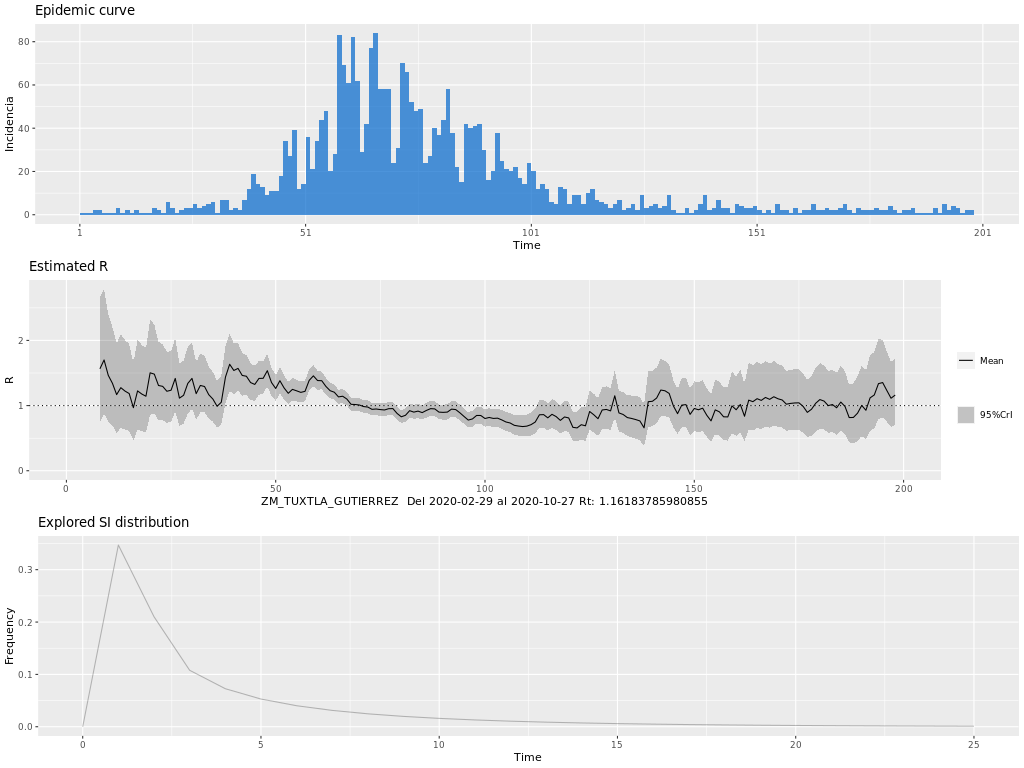 Epidemic curve
Incidencia
80
60
40
20
0
1 51 101 151 201
Time
Estimated R
R
2
1
0
Mean
95%CrI
0 50 100 150 200
ZM_TUXTLA_GUTIERREZ Del 2020-02-29 al 2020-10-27 Rt: 1.16183785980855
Explored SI distribution
Frequency
0.3
0.2
0.1
0.0
0 5 10 15 20 25
Time